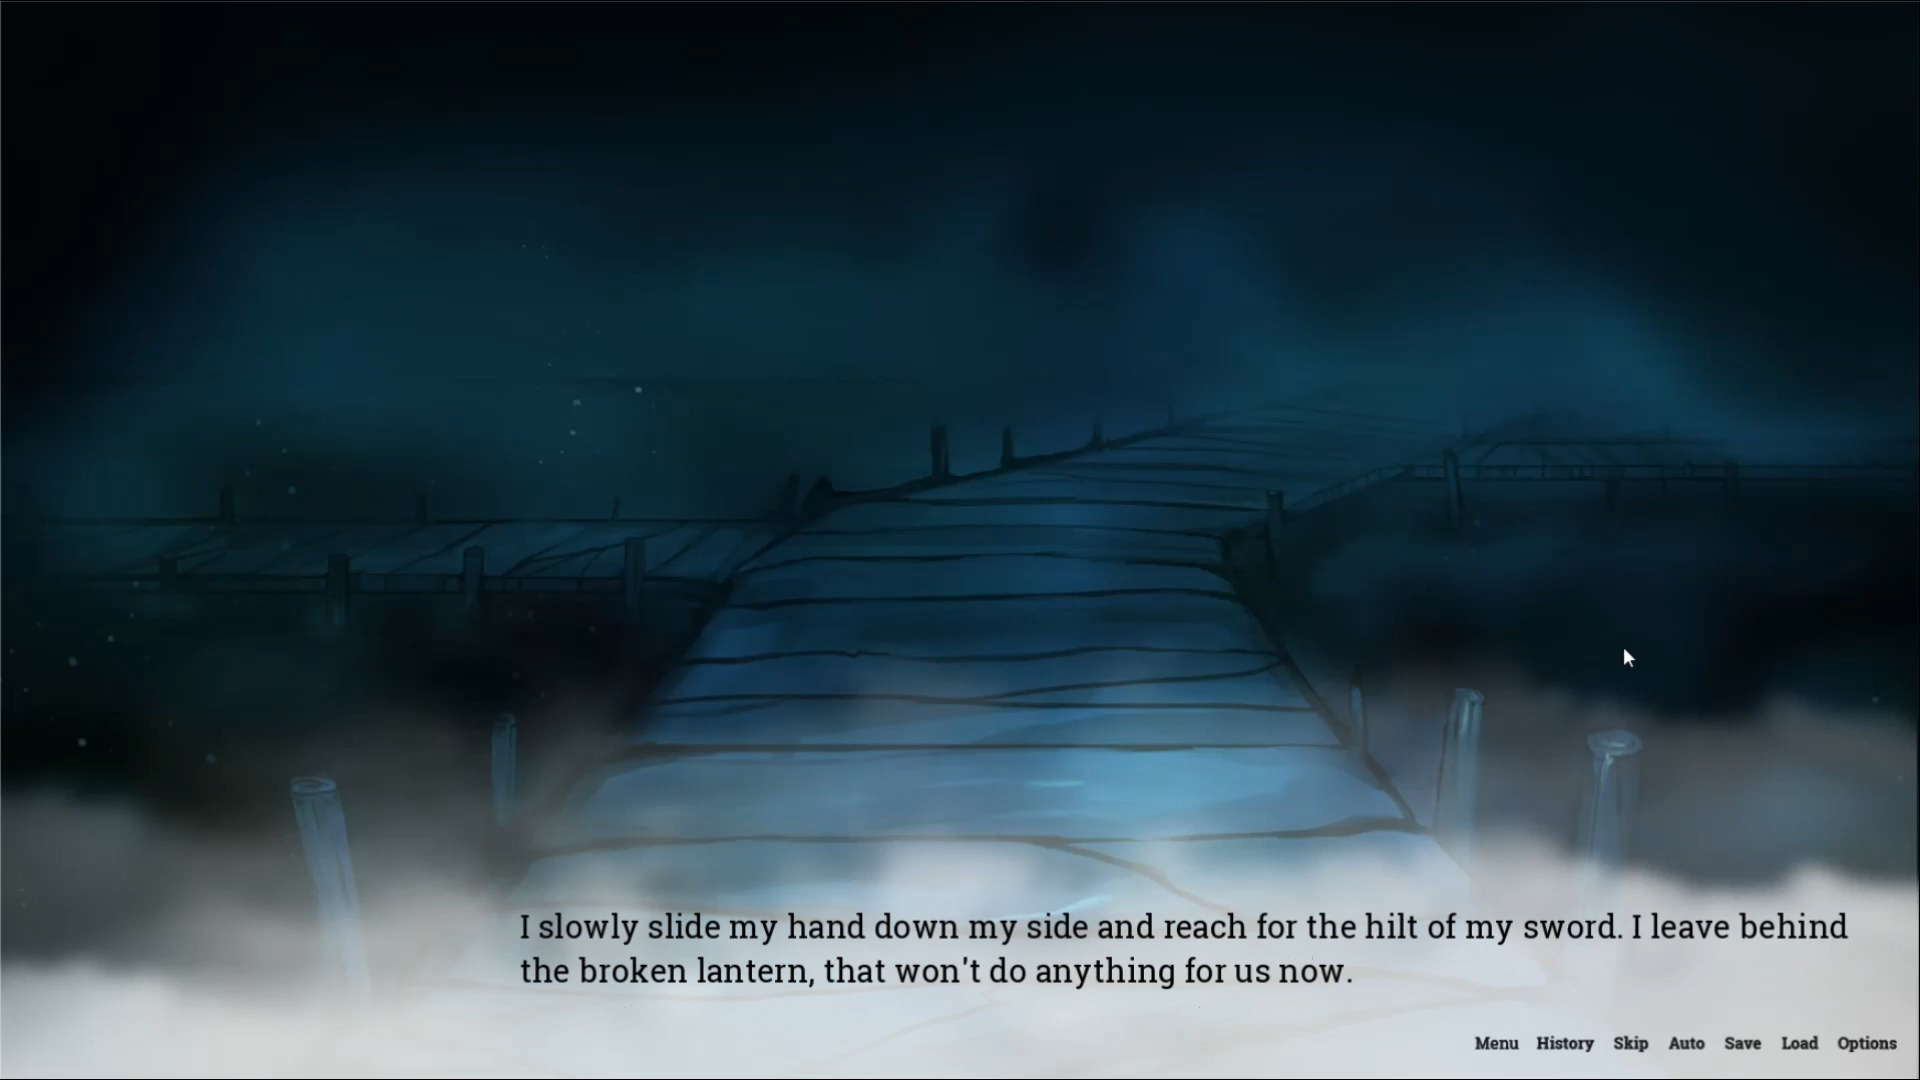 I slowly slide my hand down my side and reach for the hilt of my sword. I leave behind
the broken lantern, that won't do anything for us now.
Menu History Skip Auto Save Load Options